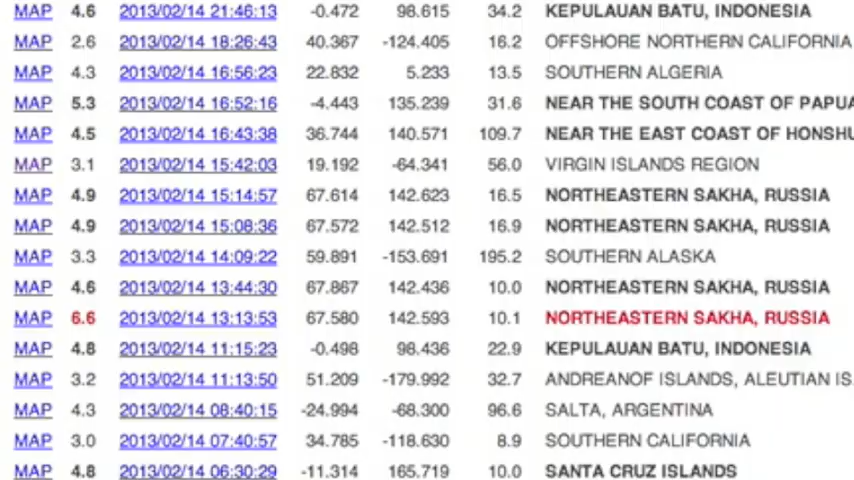 MAP 4.6 2013/02/14 21:46:13 -0.472 98.615 34.2 KEPULAUAN BATU, INDONESIA
MAP 2.6 2013/02/14 18:26:43 40.367 -124.405 16.2 OFFSHORE NORTHERN CALIFORNIA
MAP 4.3 2013/02/14 16:56:23 22.832 5.233 13.5 SOUTHERN ALGERIA
MAP 5.3 2013/02/14 16:52:16 -4.443 135.239 31.6 NEAR THE SOUTH COAST OF PAPUA
MAP 4.5 2013/02/14 16:43:38 36.744 140.571 109.7 NEAR THE EAST COAST OF HONSHU
MAP 3.1 2013/02/14 15:42:03 19.192 -64.341 56.0 VIRGIN ISLANDS REGION
MAP 4.9 2013/02/14 15:14:57 67.614 142.623 16.5 NORTHEASTERN SAKHA, RUSSIA
MAP 4.9 2013/02/14 15:08:36 67.572 142.512 16.9 NORTHEASTERN SAKHA, RUSSIA
MAP 3.3 2013/02/14 14:09:22 59.891 -153.691 195.2 SOUTHERN ALASKA
MAP 4.6 2013/02/14 13:44:30 67.867 142.436 10.0 NORTHEASTERN SAKHA, RUSSIA
MAP 6.6 2013/02/14 13:13:53 67.580 142.593 10.1 NORTHEASTERN SAKHA, RUSSIA
MAP 4.8 2013/02/14 11:15:23 -0.498 98.436 22.9 KEPULAUAN BATU, INDONESIA
MAP 3.2 2013/02/14 11:13:50 51.209 -179.992 32.7 ANDREANOF ISLANDS, ALEUTIAN IS.
MAP 4.3 2013/02/14 08:40:15 -24.994 -68.300 96.6 SALTA, ARGENTINA
MAP 3.0 2013/02/14 07:40:57 34.785 -118.630 8.9 SOUTHERN CALIFORNIA
MAP 4.8 2013/02/14 06:30:29 -11.314 165.719 10.0 SANTA CRUZ ISLANDS